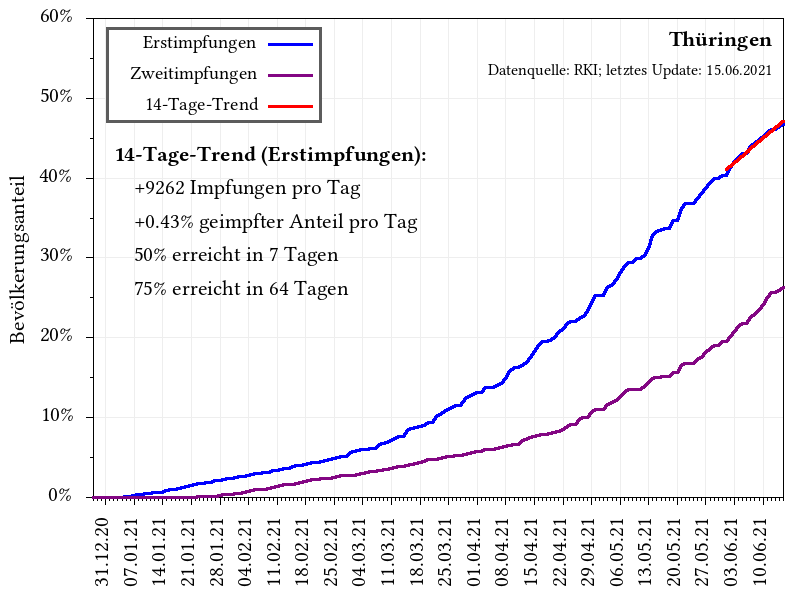 Thüringen
Datenquelle: RKI; letztes Update: 15.06.2021
Erstimpfungen
Zweitimpfungen
14-Tage-Trend
14-Tage-Trend (Erstimpfungen):
+9262 Impfungen pro Tag
+0.43% geimpfter Anteil pro Tag
50% erreicht in 7 Tagen
75% erreicht in 64 Tagen
Bevölkerungsanteil
60%
50%
40%
30%
20%
10%
0%
31.12.20
07.01.21
14.01.21
21.01.21
28.01.21
04.02.21
11.02.21
18.02.21
25.02.21
04.03.21
11.03.21
18.03.21
25.03.21
01.04.21
08.04.21
15.04.21
22.04.21
29.04.21
06.05.21
13.05.21
20.05.21
27.05.21
03.06.21
10.06.21